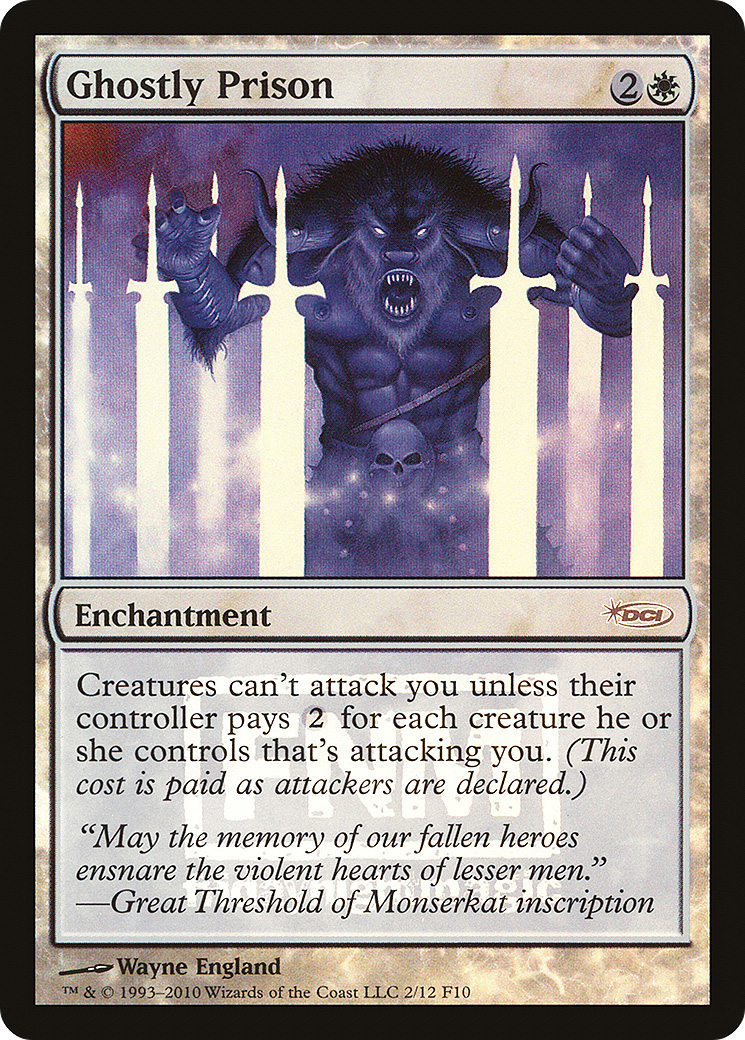 Ghostly Prison 2
Enchantment DCI
Creatures can't attack you unless their
controller pays 2 for each creature he or
she controls that's attacking you. (This
cost is paid as attackers are declared.)
FNM
"May the memory of our fallen heroes
ensnare the violent hearts of lesser men."
—Great Threshold of Monserkat inscription
Wayne England
™ & © 1993–2010 Wizards of the Coast LLC 2/12 F10